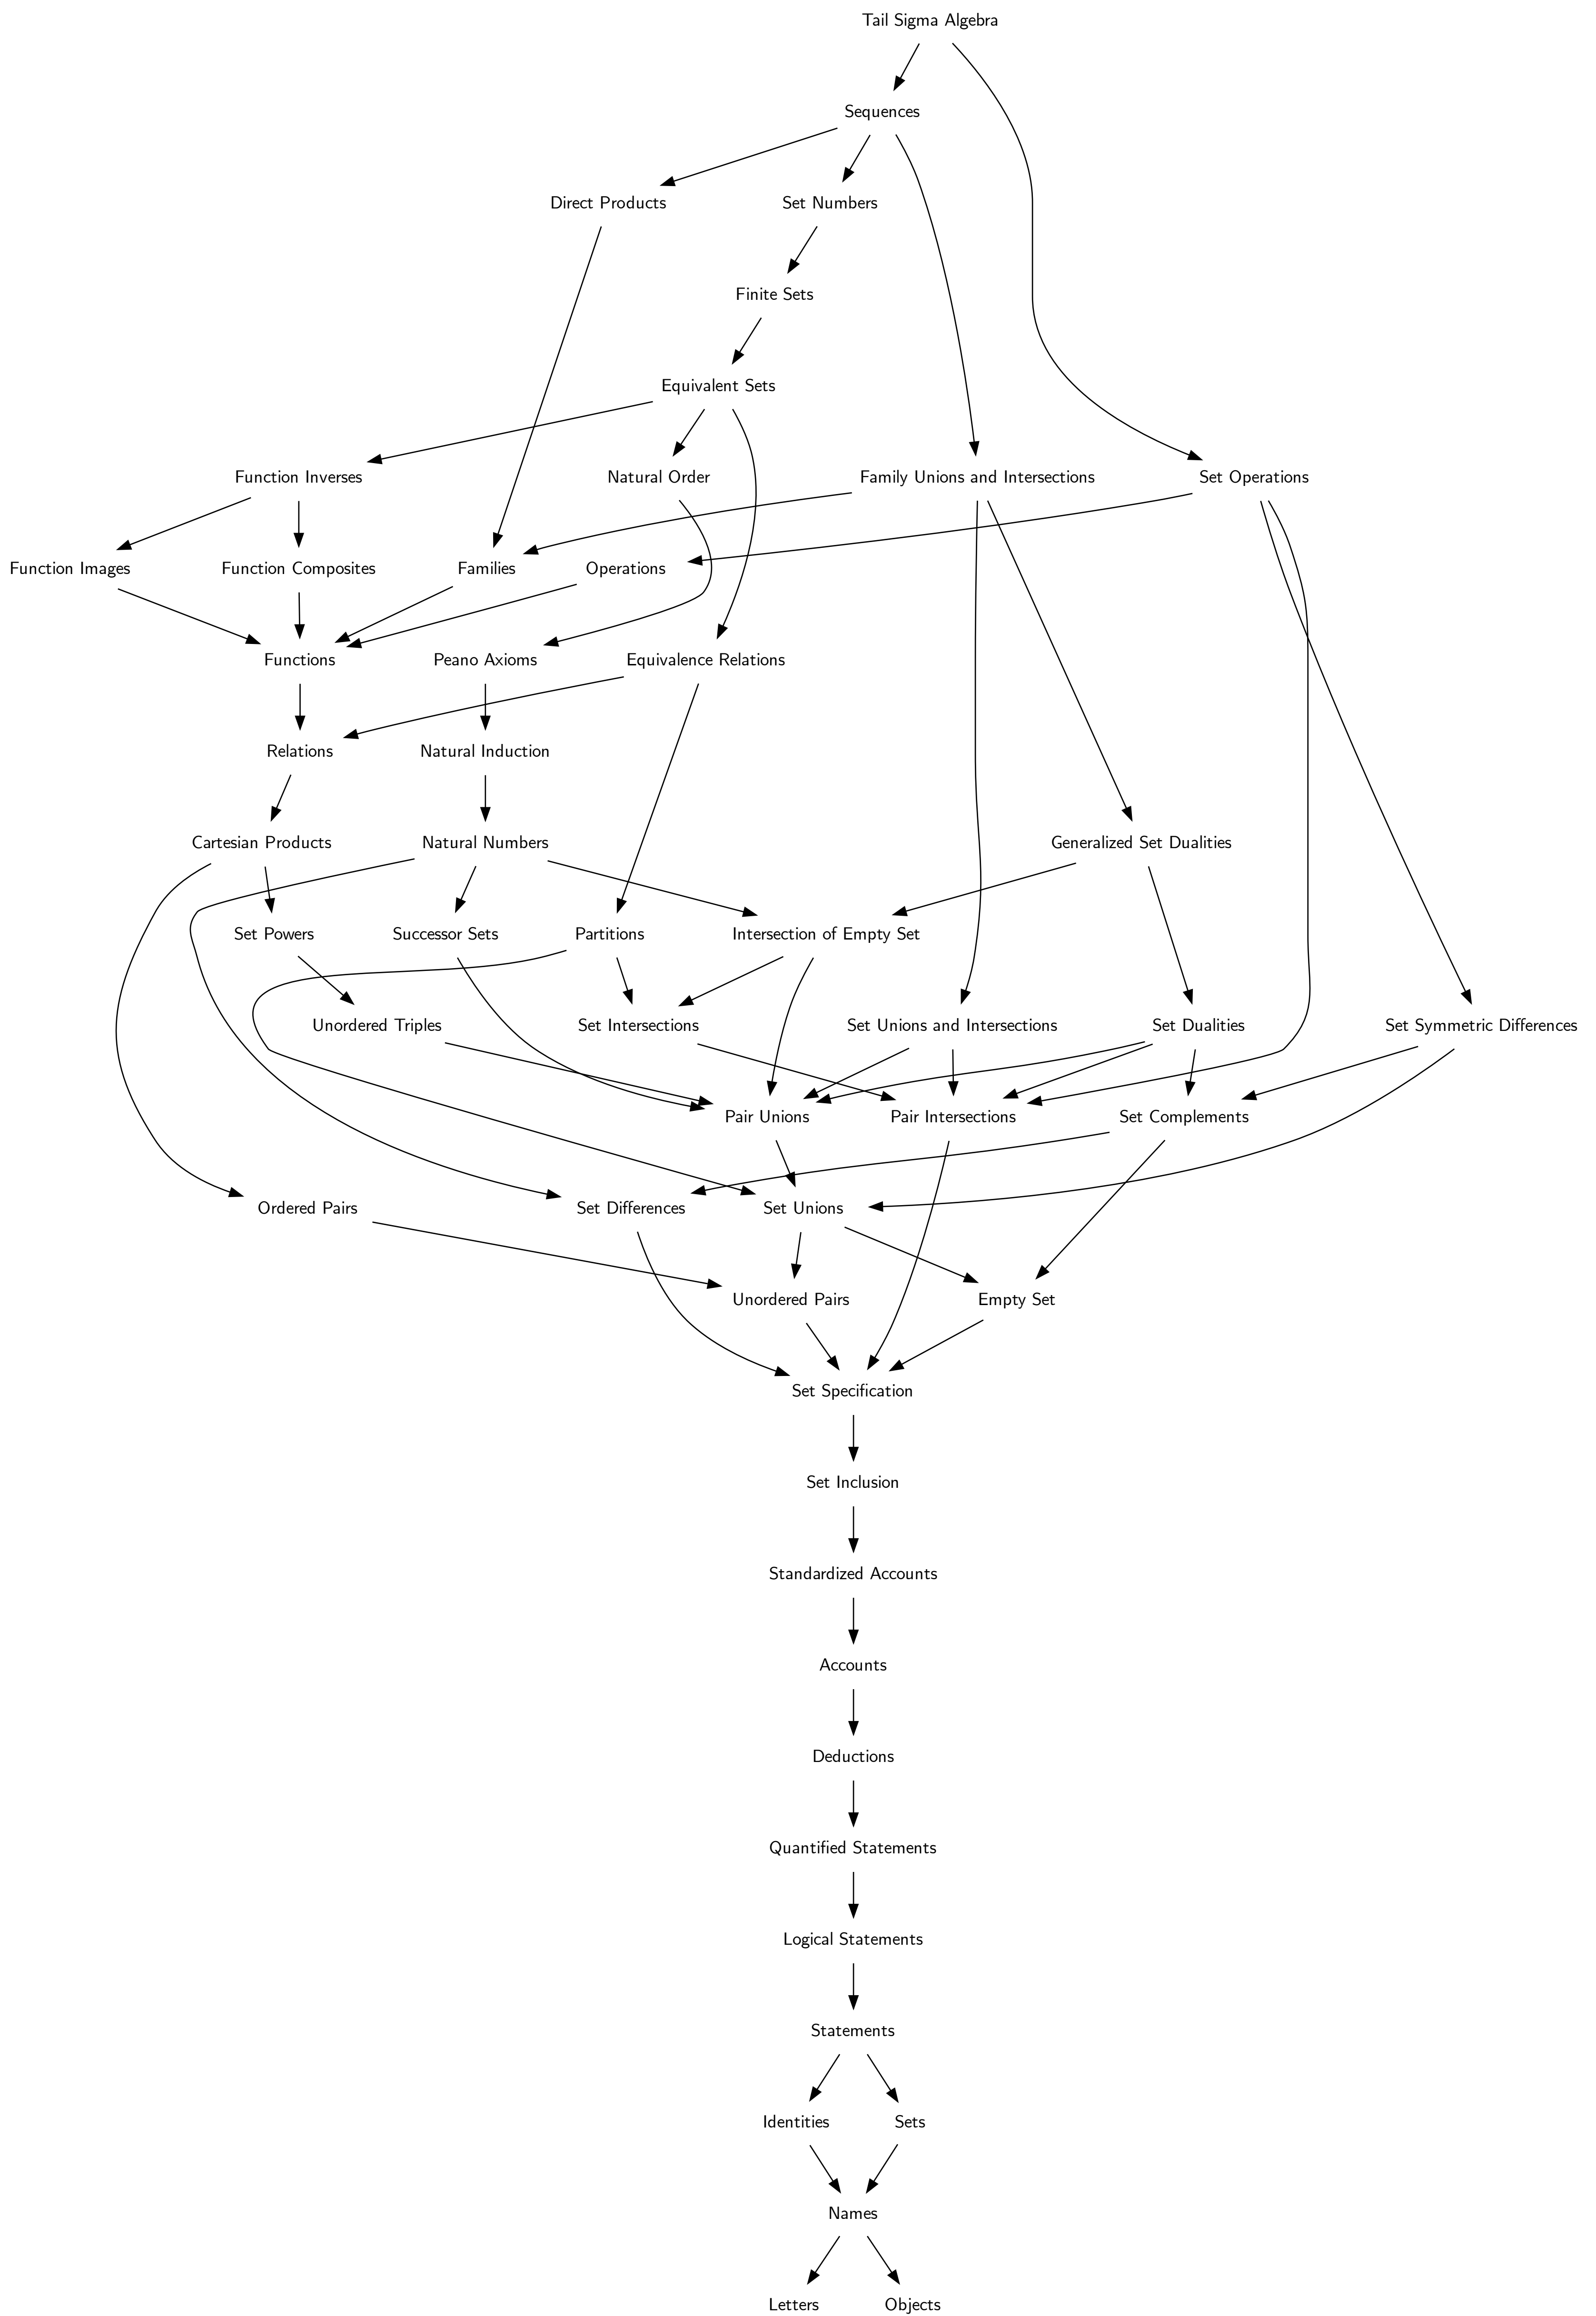 Tail Sigma Algebra
Sequences
Direct Products
Set Numbers
Finite Sets
Equivalent Sets
Function Inverses
Natural Order
Family Unions and Intersections
Set Operations
Function Images
Function Composites
Families
Operations
Functions
Peano Axioms
Equivalence Relations
Relations
Natural Induction
Cartesian Products
Natural Numbers
Generalized Set Dualities
Set Powers
Successor Sets
Partitions
Intersection of Empty Set
Unordered Triples
Set Intersections
Set Unions and Intersections
Set Dualities
Set Symmetric Differences
Pair Unions
Pair Intersections
Set Complements
Ordered Pairs
Set Differences
Set Unions
Unordered Pairs
Empty Set
Set Specification
Set Inclusion
Standardized Accounts
Accounts
Deductions
Quantified Statements
Logical Statements
Statements
Identities
Sets
Names
Letters
Objects